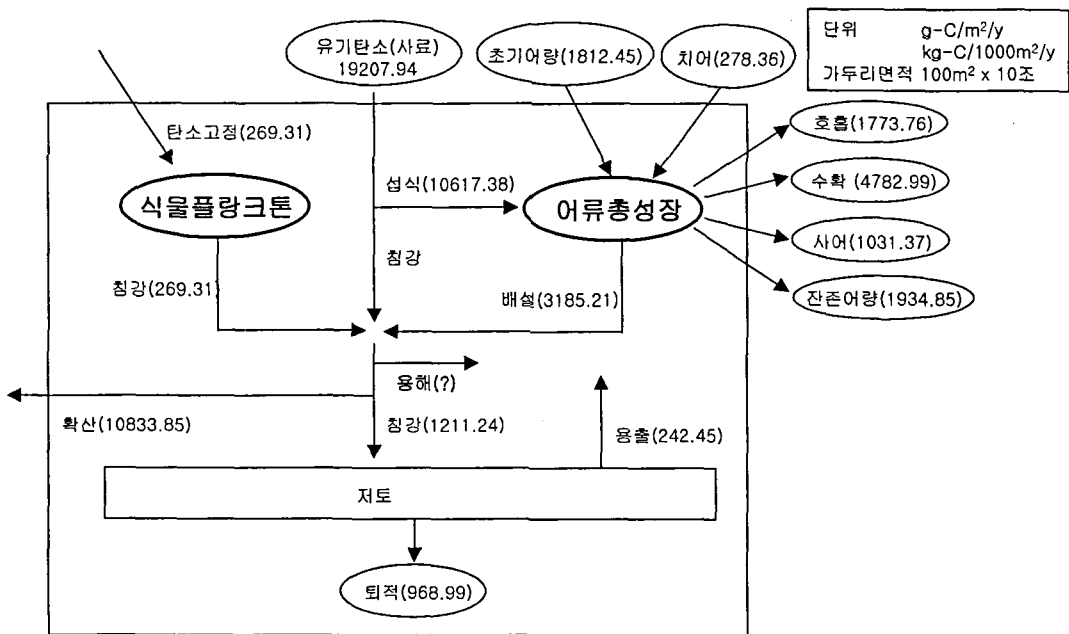 유기탄소(사료)
19207.94
초기어량(1812.45)
치어(278.36)
단위 g-C/m²/y
kg-C/1000m²/y
가두리면적 100m² x 10조
탄소고정(269.31)
호흡(1773.76)
섭식(10617.38)
수확 (4782.99)
식물플랑크톤
어류총성장
사어(1031.37)
침강
침강(269.31)
배설(3185.21)
잔존어량(1934.85)
용해(?)
확산(10833.85)
침강(1211.24)
용출(242.45)
저토
퇴적(968.99)